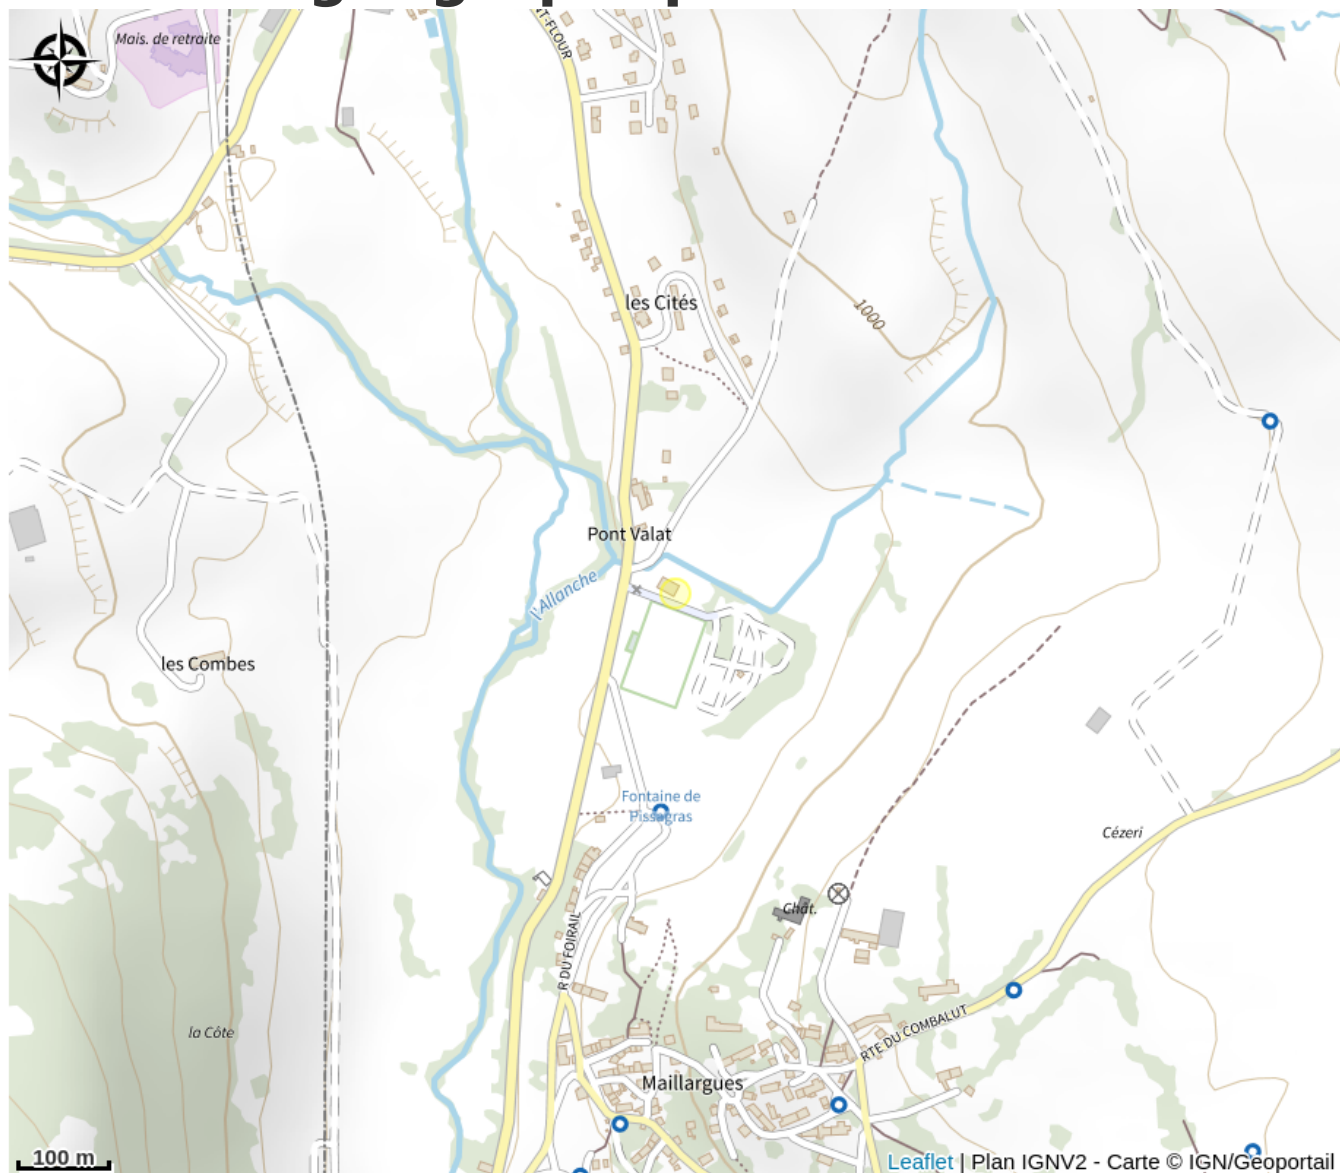 Mais. de retraite
les Cités
1000
Pont Valat
l'Allanche
les Combes
Fontaine de
Pissagras
Cézeri
Chât.
R DU FOIRAIL
la Côte
RTE DU COMBALUT
Maillargues
100 m
Leaflet | Plan IGNV2 - Carte © IGN/Géoportail